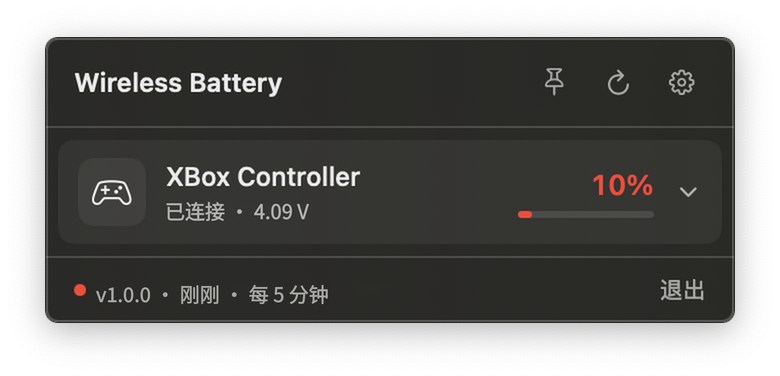 Wireless Battery
XBox Controller
10%
已连接 • 4.09 V
v1.0.0 • 刚刚 • 每 5 分钟
退出